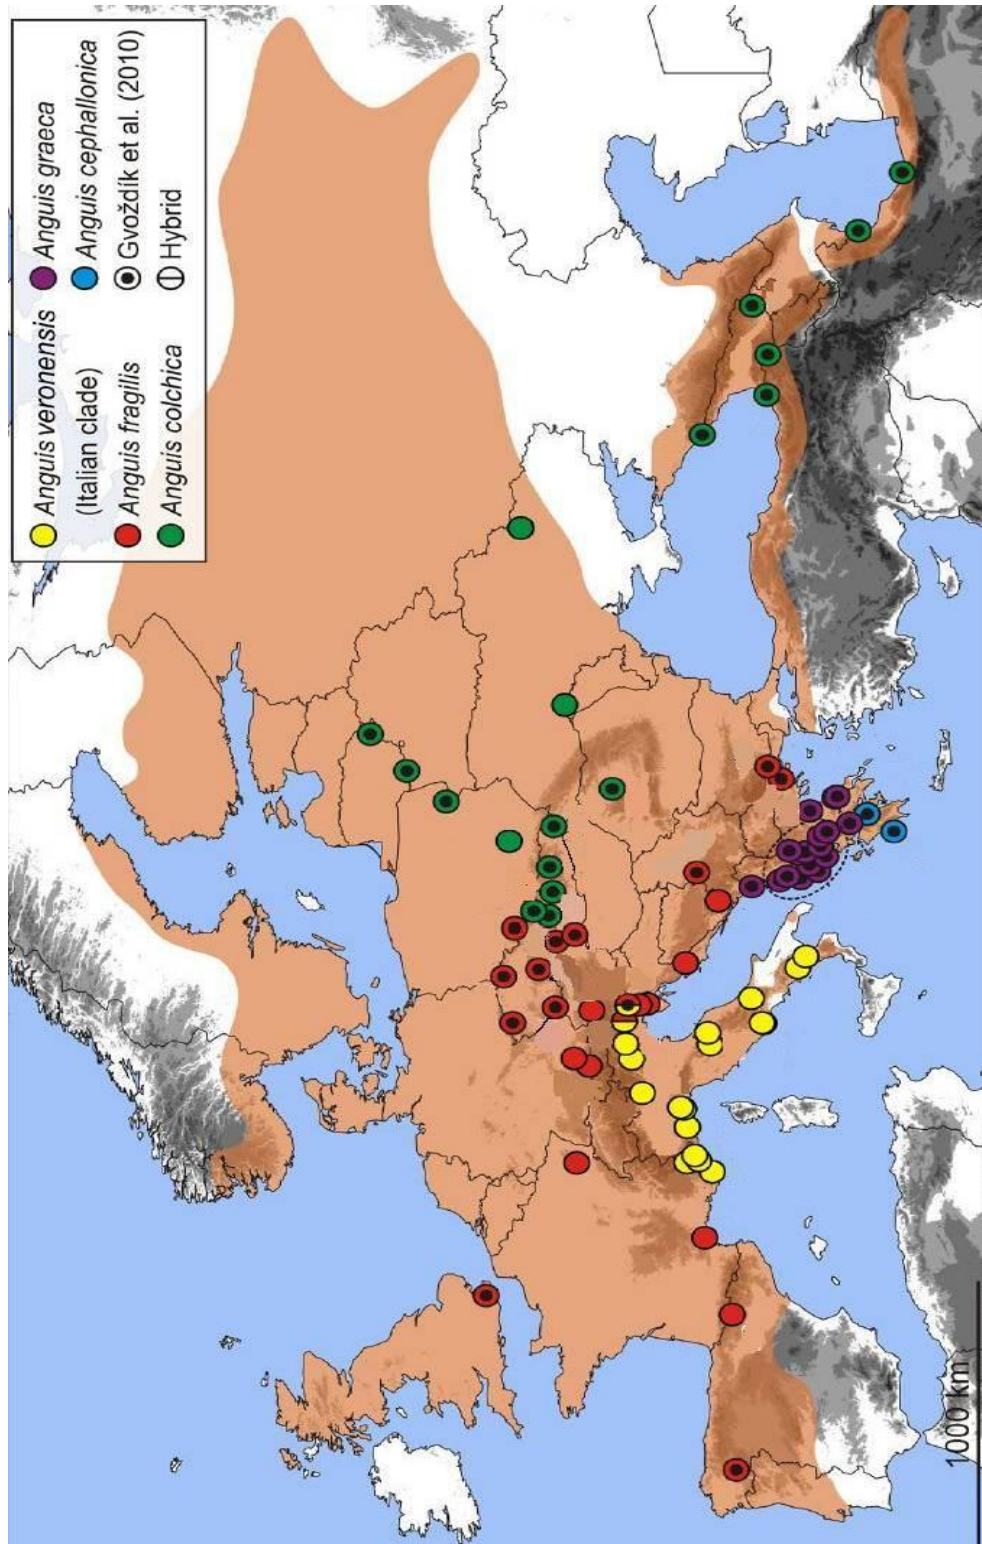 Anguis veronensis
(Italian clade)
Anguis fragilis
Anguis colchica
Anguis graeca
Anguis cephallonica
Gvoždík et al. (2010)
Hybrid
1000 km